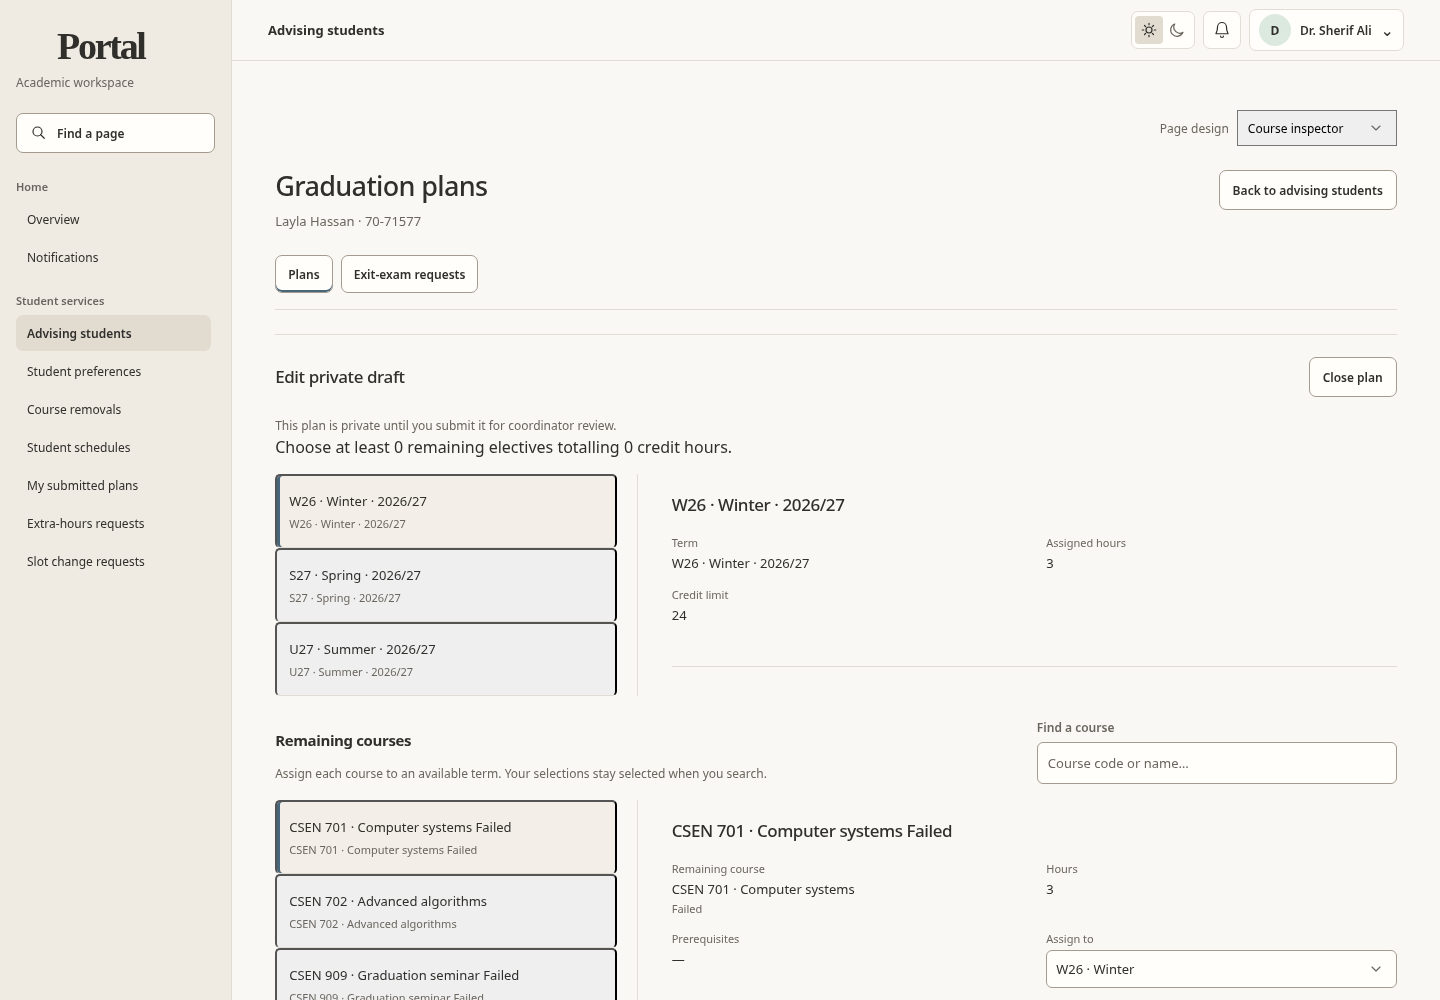 Portal
Academic workspace
Find a page
Home
Overview
Notifications
Student services
Advising students
Student preferences
Course removals
Student schedules
My submitted plans
Extra-hours requests
Slot change requests
Advising students
D
Dr. Sherif Ali
Page design
Course inspector
Graduation plans
Layla Hassan · 70-71577
Back to advising students
Plans
Exit-exam requests
Edit private draft
Close plan
This plan is private until you submit it for coordinator review.
Choose at least 0 remaining electives totalling 0 credit hours.
W26 · Winter · 2026/27
W26 · Winter · 2026/27
S27 · Spring · 2026/27
S27 · Spring · 2026/27
U27 · Summer · 2026/27
U27 · Summer · 2026/27
W26 · Winter · 2026/27
Term
W26 · Winter · 2026/27
Assigned hours
3
Credit limit
24
Remaining courses
Assign each course to an available term. Your selections stay selected when you search.
Find a course
Course code or name...
CSEN 701 · Computer systems Failed
CSEN 701 · Computer systems Failed
CSEN 702 · Advanced algorithms
CSEN 702 · Advanced algorithms
CSEN 909 · Graduation seminar Failed
CSEN 909 · Graduation seminar Failed
CSEN 701 · Computer systems Failed
Remaining course
CSEN 701 · Computer systems
Failed
Hours
3
Prerequisites
—
Assign to
W26 · Winter